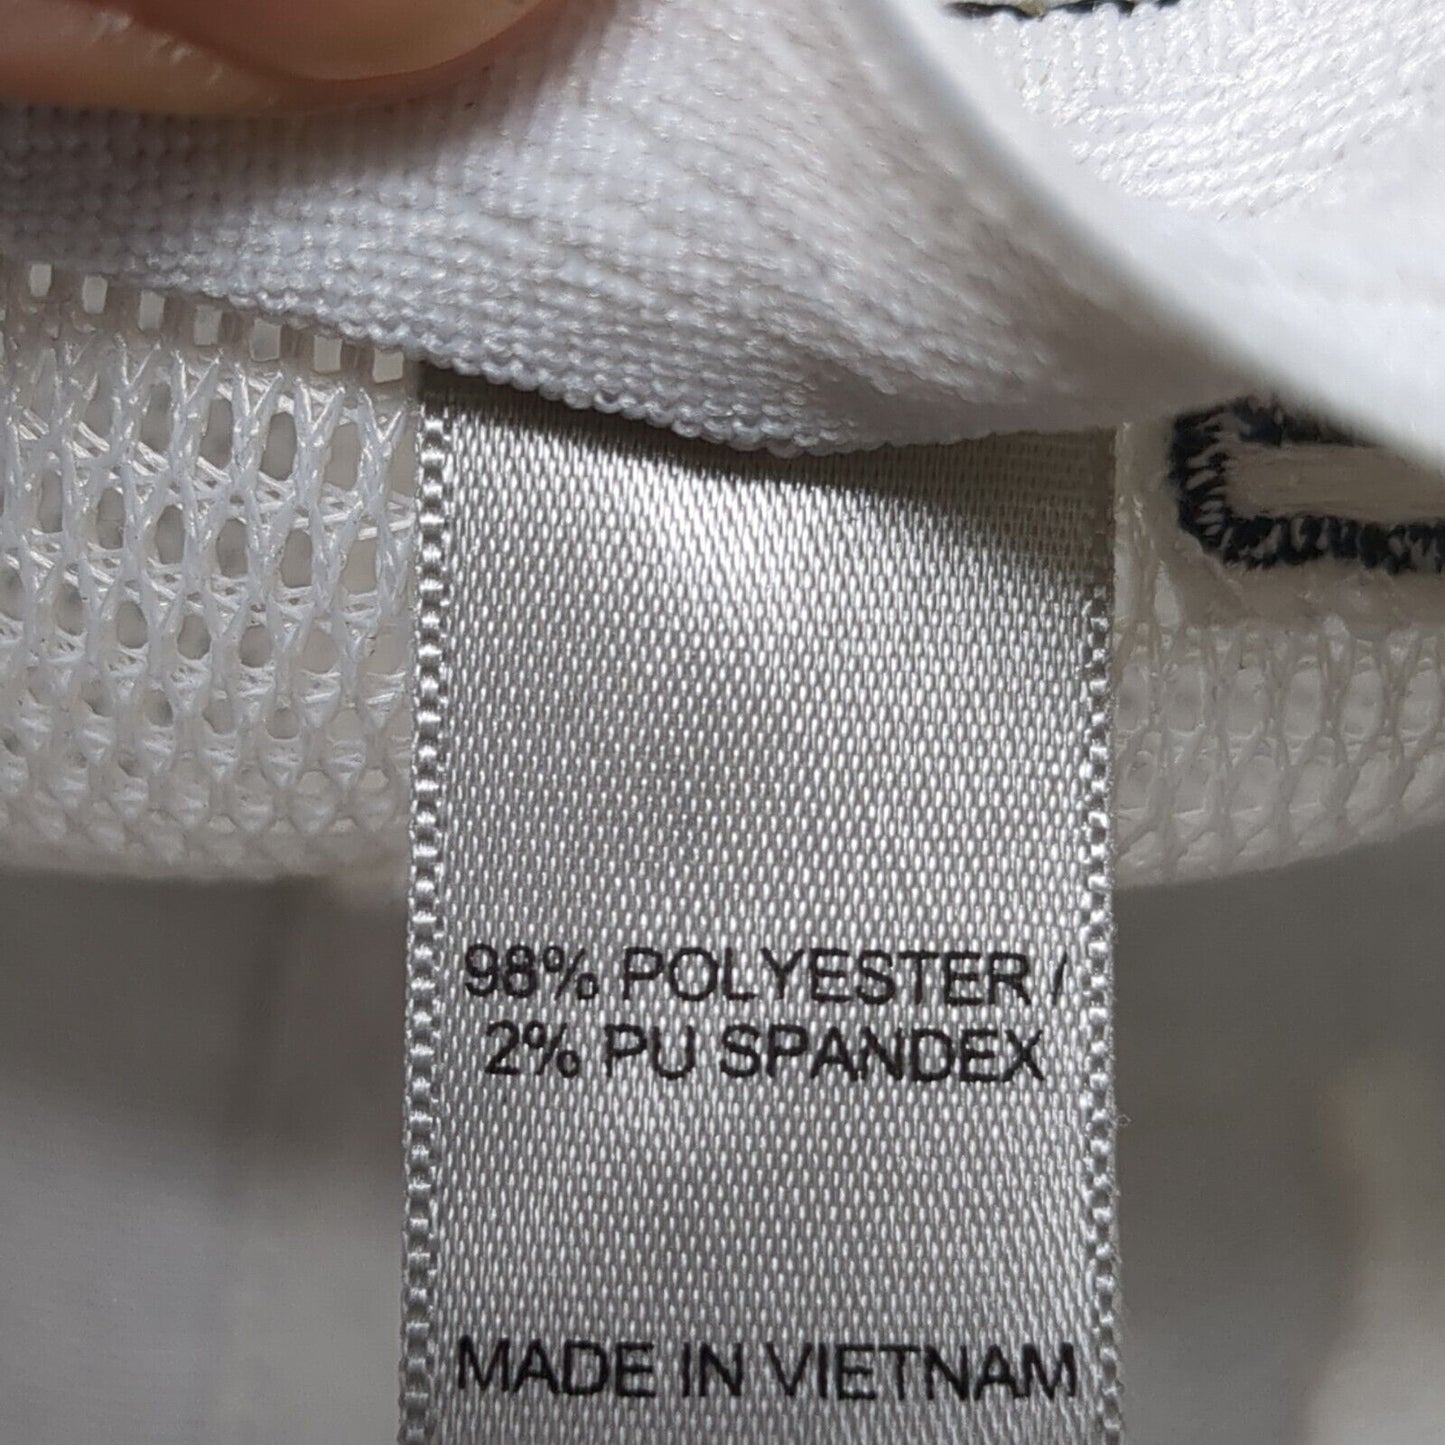 98% POLYESTER /
2% PU SPANDEX
MADE IN VIETNAM